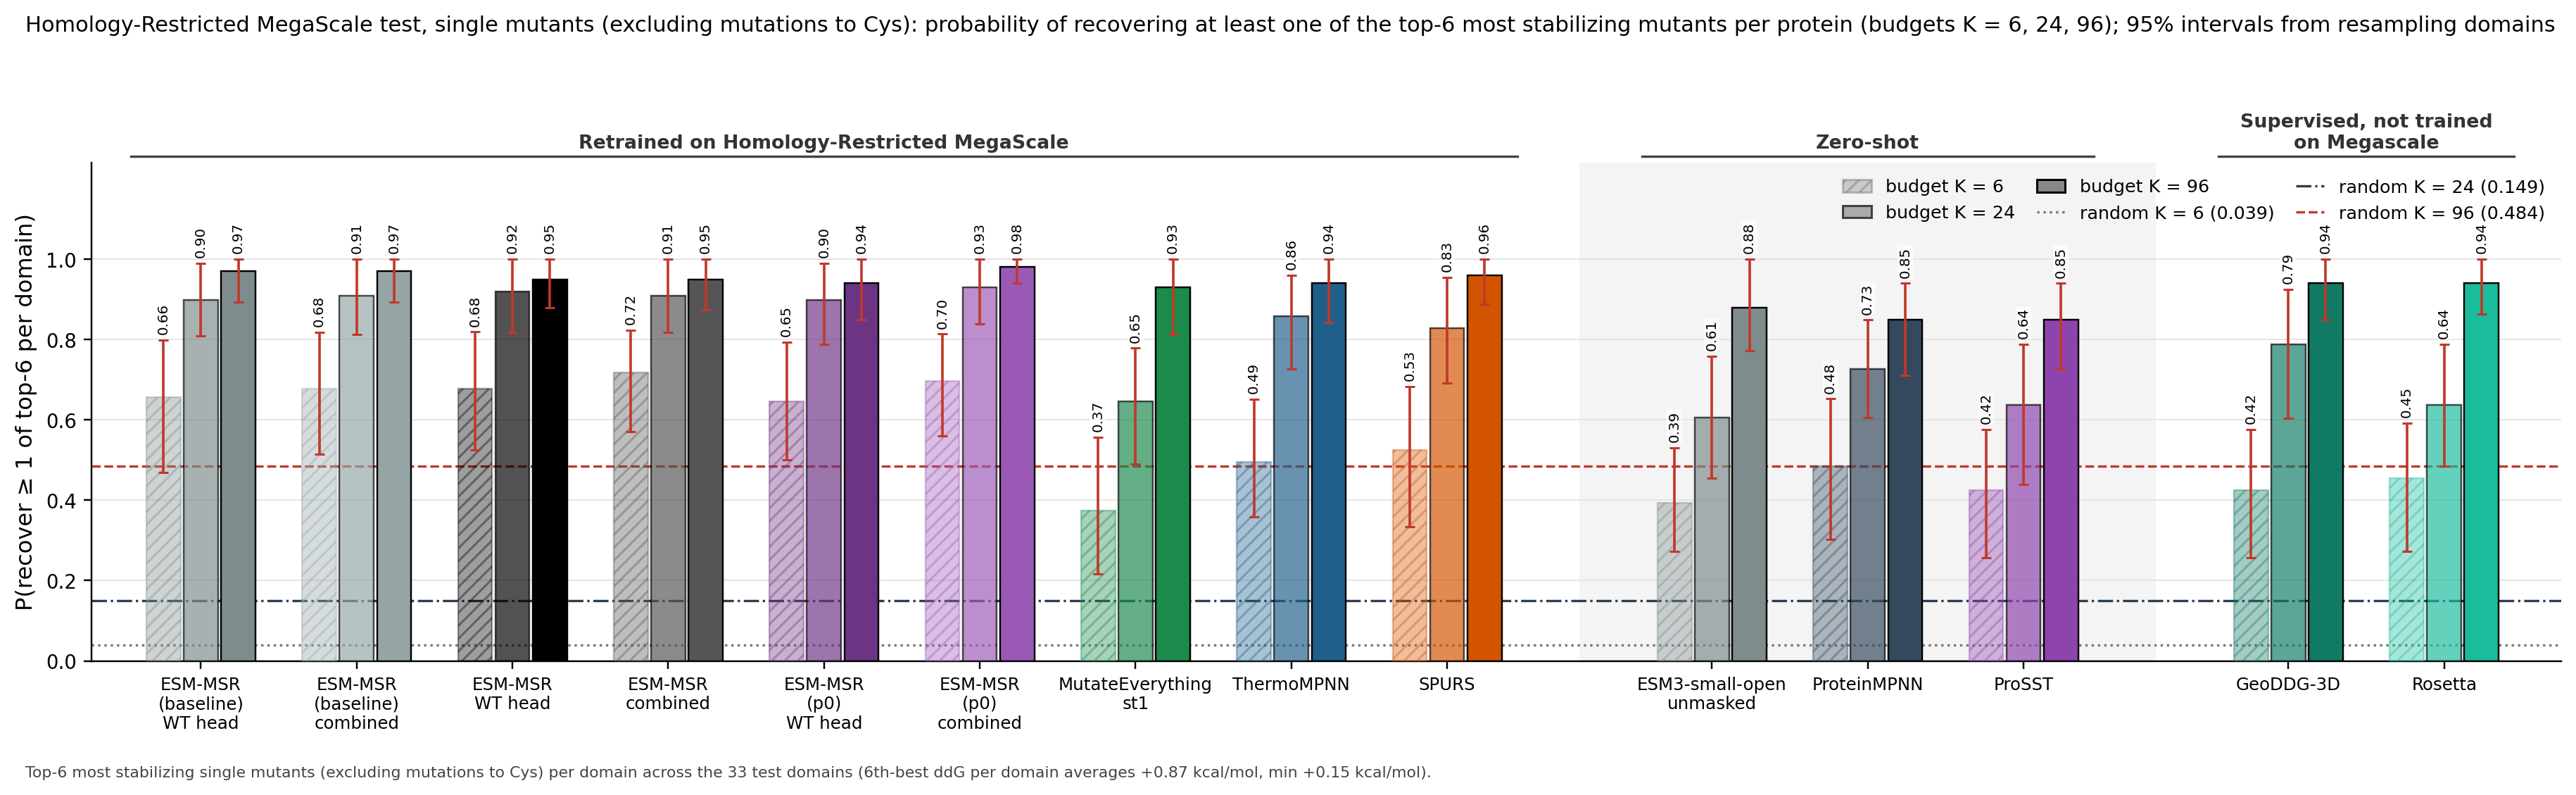 Homology-Restricted MegaScale test, single mutants (excluding mutations to Cys): probability of recovering at least one of the top-6 most stabilizing mutants per protein (budgets K = 6, 24, 96); 95% intervals from resampling domains
Retrained on Homology-Restricted MegaScale
Zero-shot
Supervised, not trained
on Megascale
budget K = 6
budget K = 24
budget K = 96
random K = 6 (0.039)
random K = 24 (0.149)
random K = 96 (0.484)
P(recover ≥ 1 of top-6 per domain)
1.0
0.8
0.6
0.4
0.2
0.0
0.66 0.90 0.97
0.68 0.91 0.97
0.68 0.92 0.95
0.72 0.91 0.95
0.65 0.90 0.94
0.70 0.93 0.98
0.37 0.65 0.93
0.49 0.86 0.94
0.53 0.83 0.96
0.39 0.61 0.88
0.48 0.73 0.85
0.42 0.64 0.85
0.42 0.79 0.94
0.45 0.64 0.94
ESM-MSR
(baseline)
WT head
ESM-MSR
(baseline)
combined
ESM-MSR
WT head
ESM-MSR
combined
ESM-MSR
(p0)
WT head
ESM-MSR
(p0)
combined
MutateEverything
st1
ThermoMPNN
SPURS
ESM3-small-open
unmasked
ProteinMPNN
ProSST
GeoDDG-3D
Rosetta
Top-6 most stabilizing single mutants (excluding mutations to Cys) per domain across the 33 test domains (6th-best ddG per domain averages +0.87 kcal/mol, min +0.15 kcal/mol).